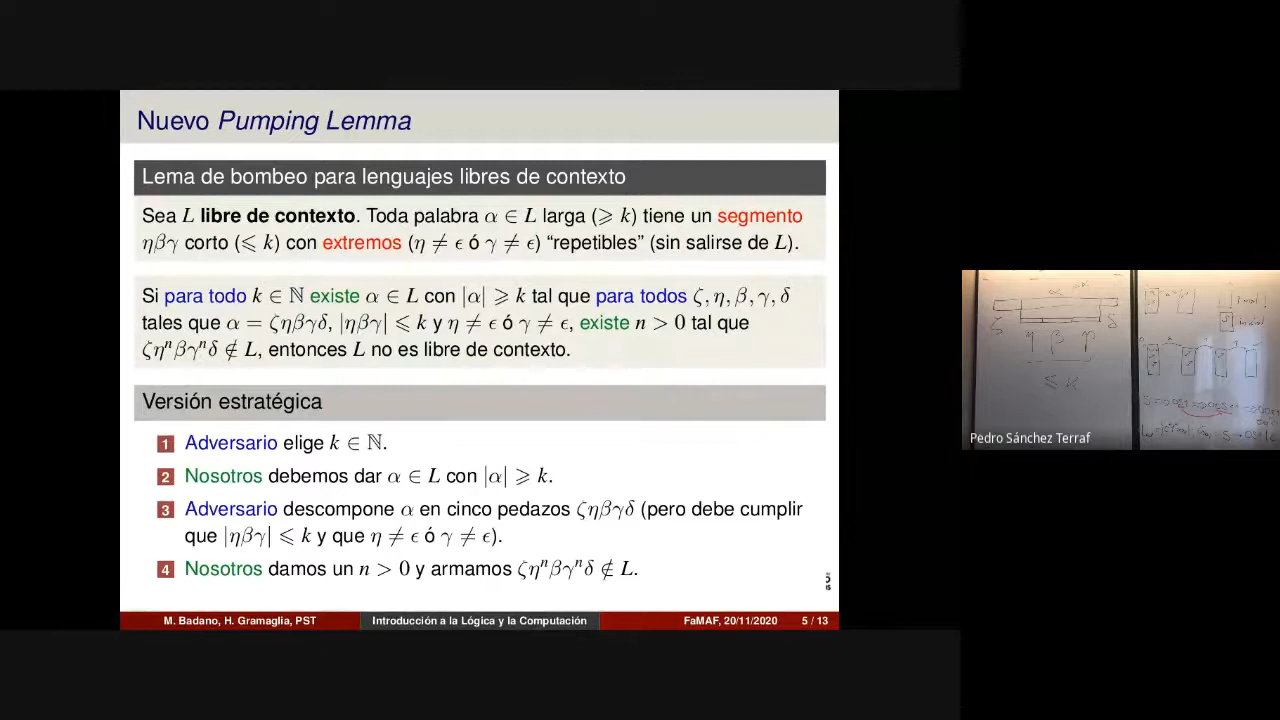 Nuevo Pumping Lemma
Lema de bombeo para lenguajes libres de contexto
Sea L libre de contexto. Toda palabra α ∈ L larga (⩾ k) tiene un segmento
ηβγ corto (⩽ k) con extremos (η ≠ ϵ ó γ ≠ ϵ) “repetibles” (sin salirse de L).
Si para todo k ∈ ℕ existe α ∈ L con |α| ⩾ k tal que para todos ζ, η, β, γ, δ
tales que α = ζηβγδ, |ηβγ| ⩽ k y η ≠ ϵ ó γ ≠ ϵ, existe n > 0 tal que
ζηⁿβγⁿδ ∉ L, entonces L no es libre de contexto.
Versión estratégica
1 Adversario elige k ∈ ℕ.
2 Nosotros debemos dar α ∈ L con |α| ⩾ k.
3 Adversario descompone α en cinco pedazos ζηβγδ (pero debe cumplir
que |ηβγ| ⩽ k y que η ≠ ϵ ó γ ≠ ϵ).
4 Nosotros damos un n > 0 y armamos ζηⁿβγⁿδ ∉ L.
M. Badano, H. Gramaglia, PST Introducción a la Lógica y la Computación FaMAF, 20/11/2020 5 / 13
α
ζ δ
η β γ
⩽ k
Pedro Sánchez Terraf